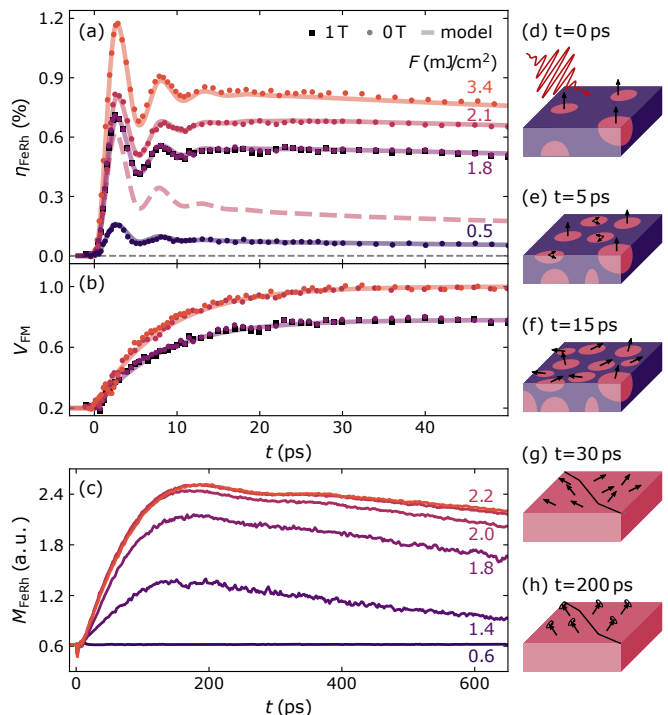 (a)
1 T
0 T
model
F (mJ/cm²)
3.4
2.1
1.8
0.5
1.2
0.9
0.6
0.3
0.0
η_FeRh (%)
(b)
1.0
0.6
0.2
V_FM
0
10
20
30
40
t (ps)
(c)
2.4
1.8
1.2
0.6
M_FeRh (a. u.)
2.2
2.0
1.8
1.4
0.6
0
200
400
600
t (ps)
(d) t=0 ps
(e) t=5 ps
(f) t=15 ps
(g) t=30 ps
(h) t=200 ps